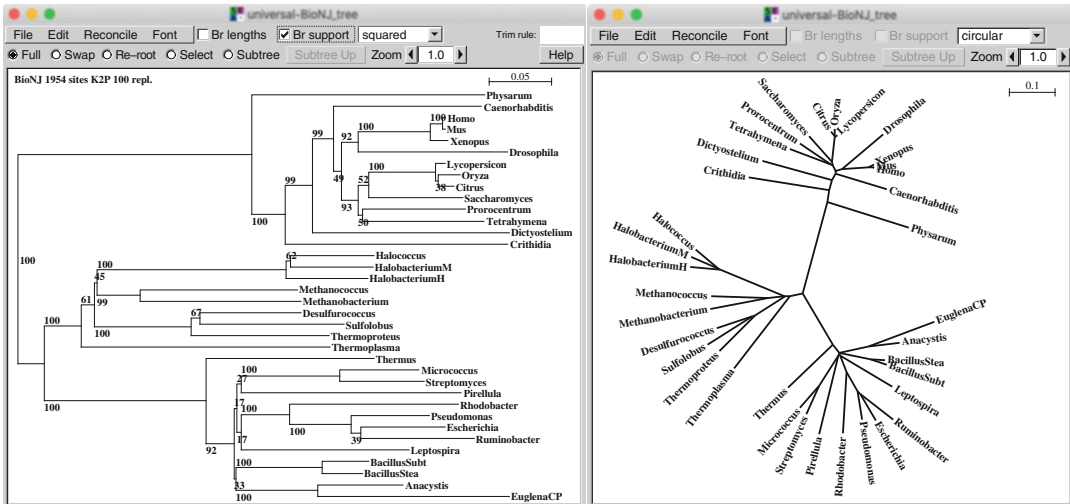 universal-BioNJ_tree
File Edit Reconcile Font Br lengths Br support squared Trim rule:
Full Swap Re-root Select Subtree Subtree Up Zoom 1.0 Help
BioNJ 1954 sites K2P 100 repl.
0.05
Physarum
Caenorhabditis
99
100
Homo
Mus
100
92
Xenopus
Drosophila
Lycopersicon
100
Oryza
99
49
52
38
Citrus
Saccharomyces
93
Prorocentrum
50
Tetrahymena
100
Dictyostelium
Crithidia
62
Halococcus
100
100
HalobacteriumM
45
HalobacteriumH
Methanococcus
61
99
Methanobacterium
67
Desulfurococcus
100
Sulfolobus
100
Thermoproteus
Thermoplasma
Thermus
100
Micrococcus
27
Streptomyces
Pirellula
100
17
100
Rhodobacter
Pseudomonas
100
Escherichia
17
39
Ruminobacter
92
Leptospira
100
BacillusSubt
BacillusStea
33
Anacystis
100
EuglenaCP
universal-BioNJ_tree
File Edit Reconcile Font Br lengths Br support circular
Full Swap Re-root Select Subtree Subtree Up Zoom 1.0
0.1
Saccharomyces
Citrus
Oryza
Lycopersicon
Prorocentrum
Drosophila
Tetrahymena
Dictyostelium
Xenopus
Mus
Homo
Crithidia
Caenorhabditis
Physarum
Halococcus
HalobacteriumM
HalobacteriumH
Methanococcus
Methanobacterium
EuglenaCP
Desulfurococcus
Anacystis
Sulfolobus
BacillusStea
Thermoproteus
BacillusSubt
Thermoplasma
Leptospira
Thermus
Micrococcus
Streptomyces
Pirellula
Rhodobacter
Pseudomonas
Escherichia
Ruminobacter